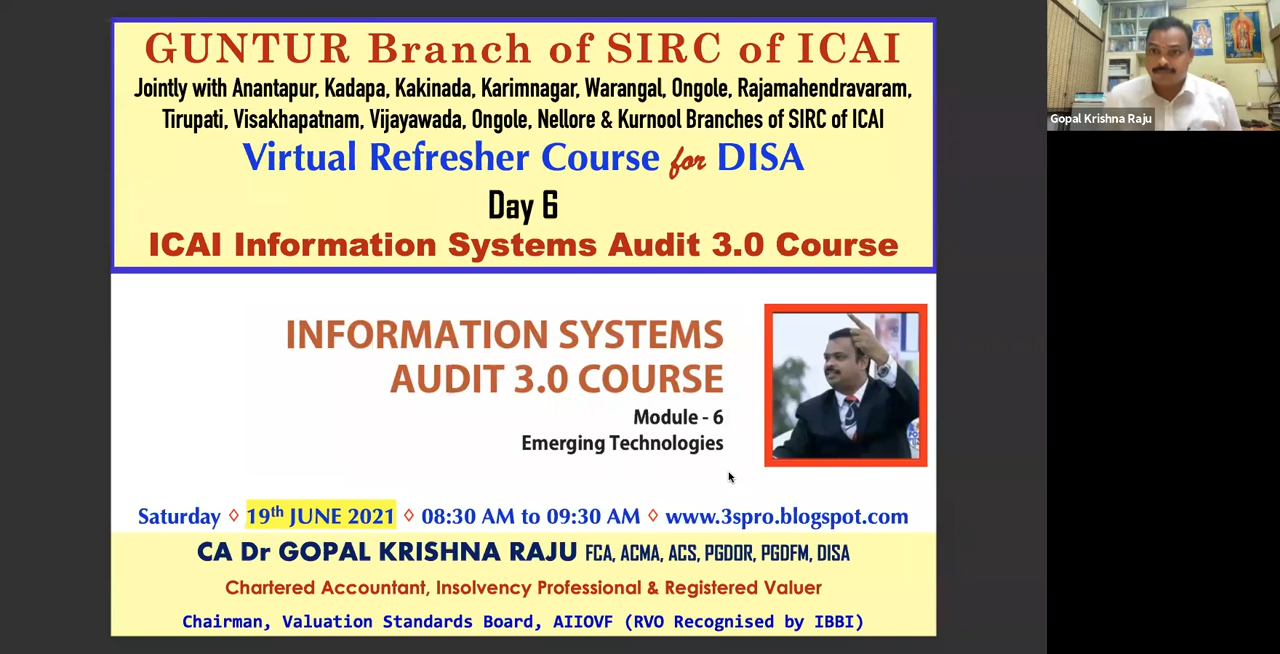 GUNTUR Branch of SIRC of ICAI
Jointly with Anantapur, Kadapa, Kakinada, Karimnagar, Warangal, Ongole, Rajamahendravaram,
Tirupati, Visakhapatnam, Vijayawada, Ongole, Nellore & Kurnool Branches of SIRC of ICAI
Virtual Refresher Course for DISA
Day 6
ICAI Information Systems Audit 3.0 Course
INFORMATION SYSTEMS
AUDIT 3.0 COURSE
Module - 6
Emerging Technologies
Saturday ◊ 19th JUNE 2021 ◊ 08:30 AM to 09:30 AM ◊ www.3spro.blogspot.com
CA Dr GOPAL KRISHNA RAJU FCA, ACMA, ACS, PGDOR, PGDFM, DISA
Chartered Accountant, Insolvency Professional & Registered Valuer
Chairman, Valuation Standards Board, AIIOVF (RVO Recognised by IBBI)
Gopal Krishna Raju